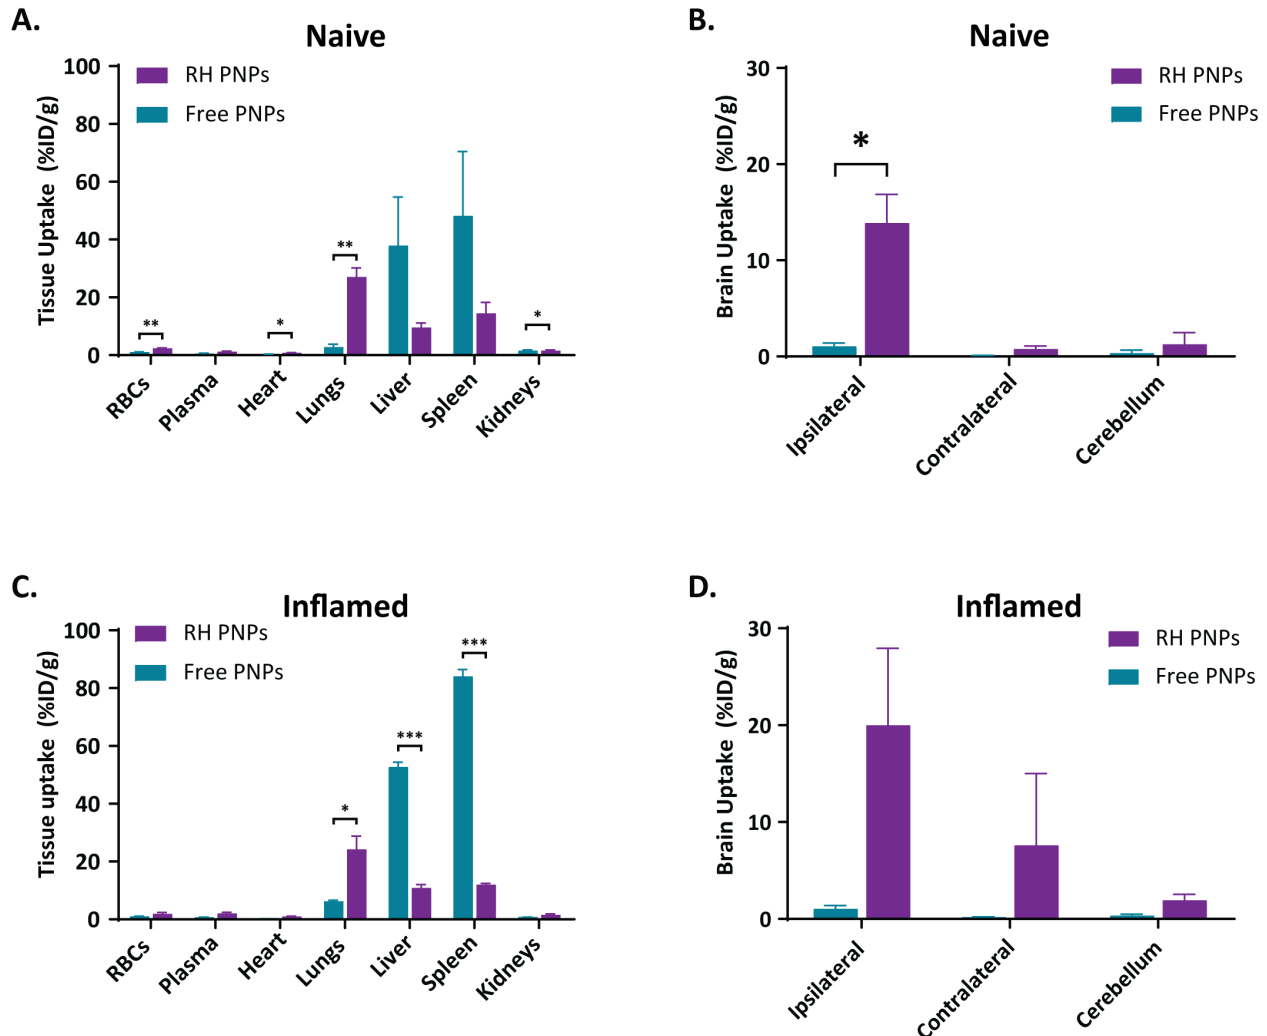 A.
Naive
RH PNPs
Free PNPs
Tissue Uptake (%ID/g)
100
80
60
40
20
0
**
*
**
*
RBCs
Plasma
Heart
Lungs
Liver
Spleen
Kidneys
B.
Naive
RH PNPs
Free PNPs
Brain Uptake (%ID/g)
30
20
10
0
*
Ipsilateral
Contralateral
Cerebellum
C.
Inflamed
RH PNPs
Free PNPs
Tissue uptake (%ID/g)
100
80
60
40
20
0
*
***
***
RBCs
Plasma
Heart
Lungs
Liver
Spleen
Kidneys
D.
Inflamed
RH PNPs
Free PNPs
Brain Uptake (%ID/g)
30
20
10
0
Ipsilateral
Contralateral
Cerebellum